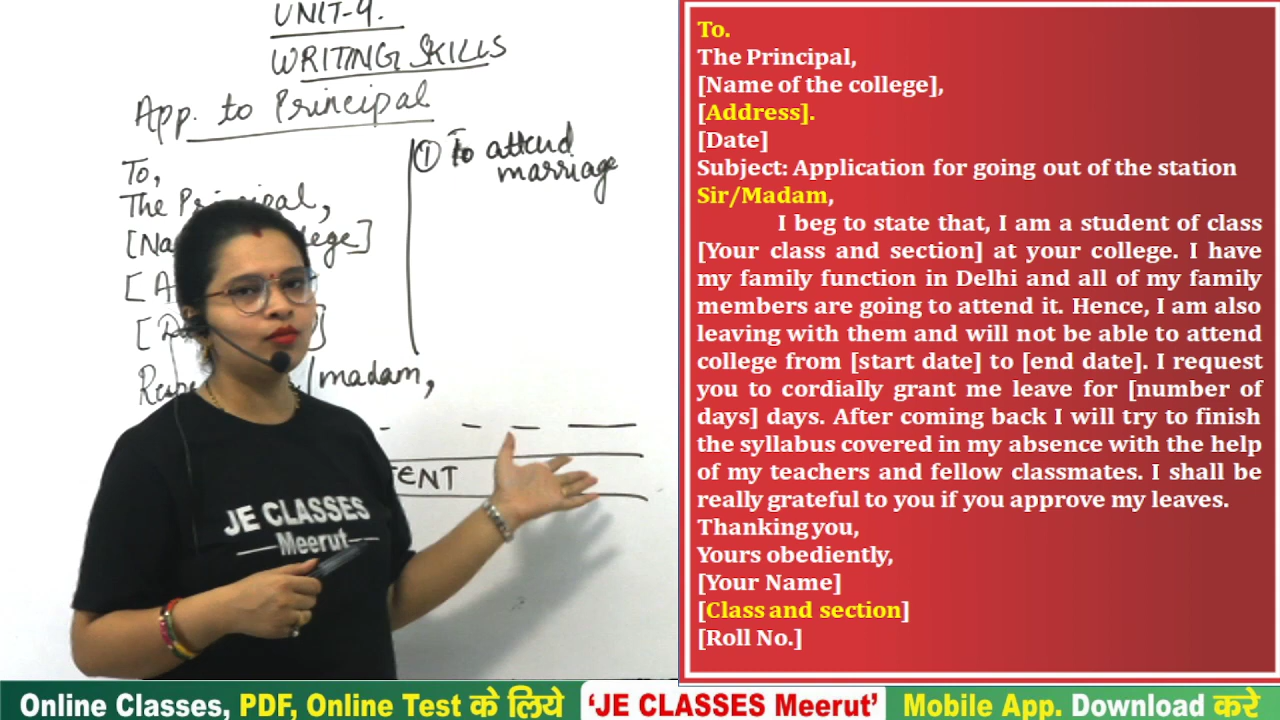 UNIT-4.
WRITING SKILLS
App. to Principal
To,
The Principal,
[Na ege]
[ A
[ D ]
Resp /madam,
TENT
① To attend
marriage
JE CLASSES
Meerut
To.
The Principal,
[Name of the college],
[Address].
[Date]
Subject: Application for going out of the station
Sir/Madam,
I beg to state that, I am a student of class
[Your class and section] at your college. I have
my family function in Delhi and all of my family
members are going to attend it. Hence, I am also
leaving with them and will not be able to attend
college from [start date] to [end date]. I request
you to cordially grant me leave for [number of
days] days. After coming back I will try to finish
the syllabus covered in my absence with the help
of my teachers and fellow classmates. I shall be
really grateful to you if you approve my leaves.
Thanking you,
Yours obediently,
[Your Name]
[Class and section]
[Roll No.]
Online Classes, PDF, Online Test के लिये 'JE CLASSES Meerut' Mobile App. Download करे